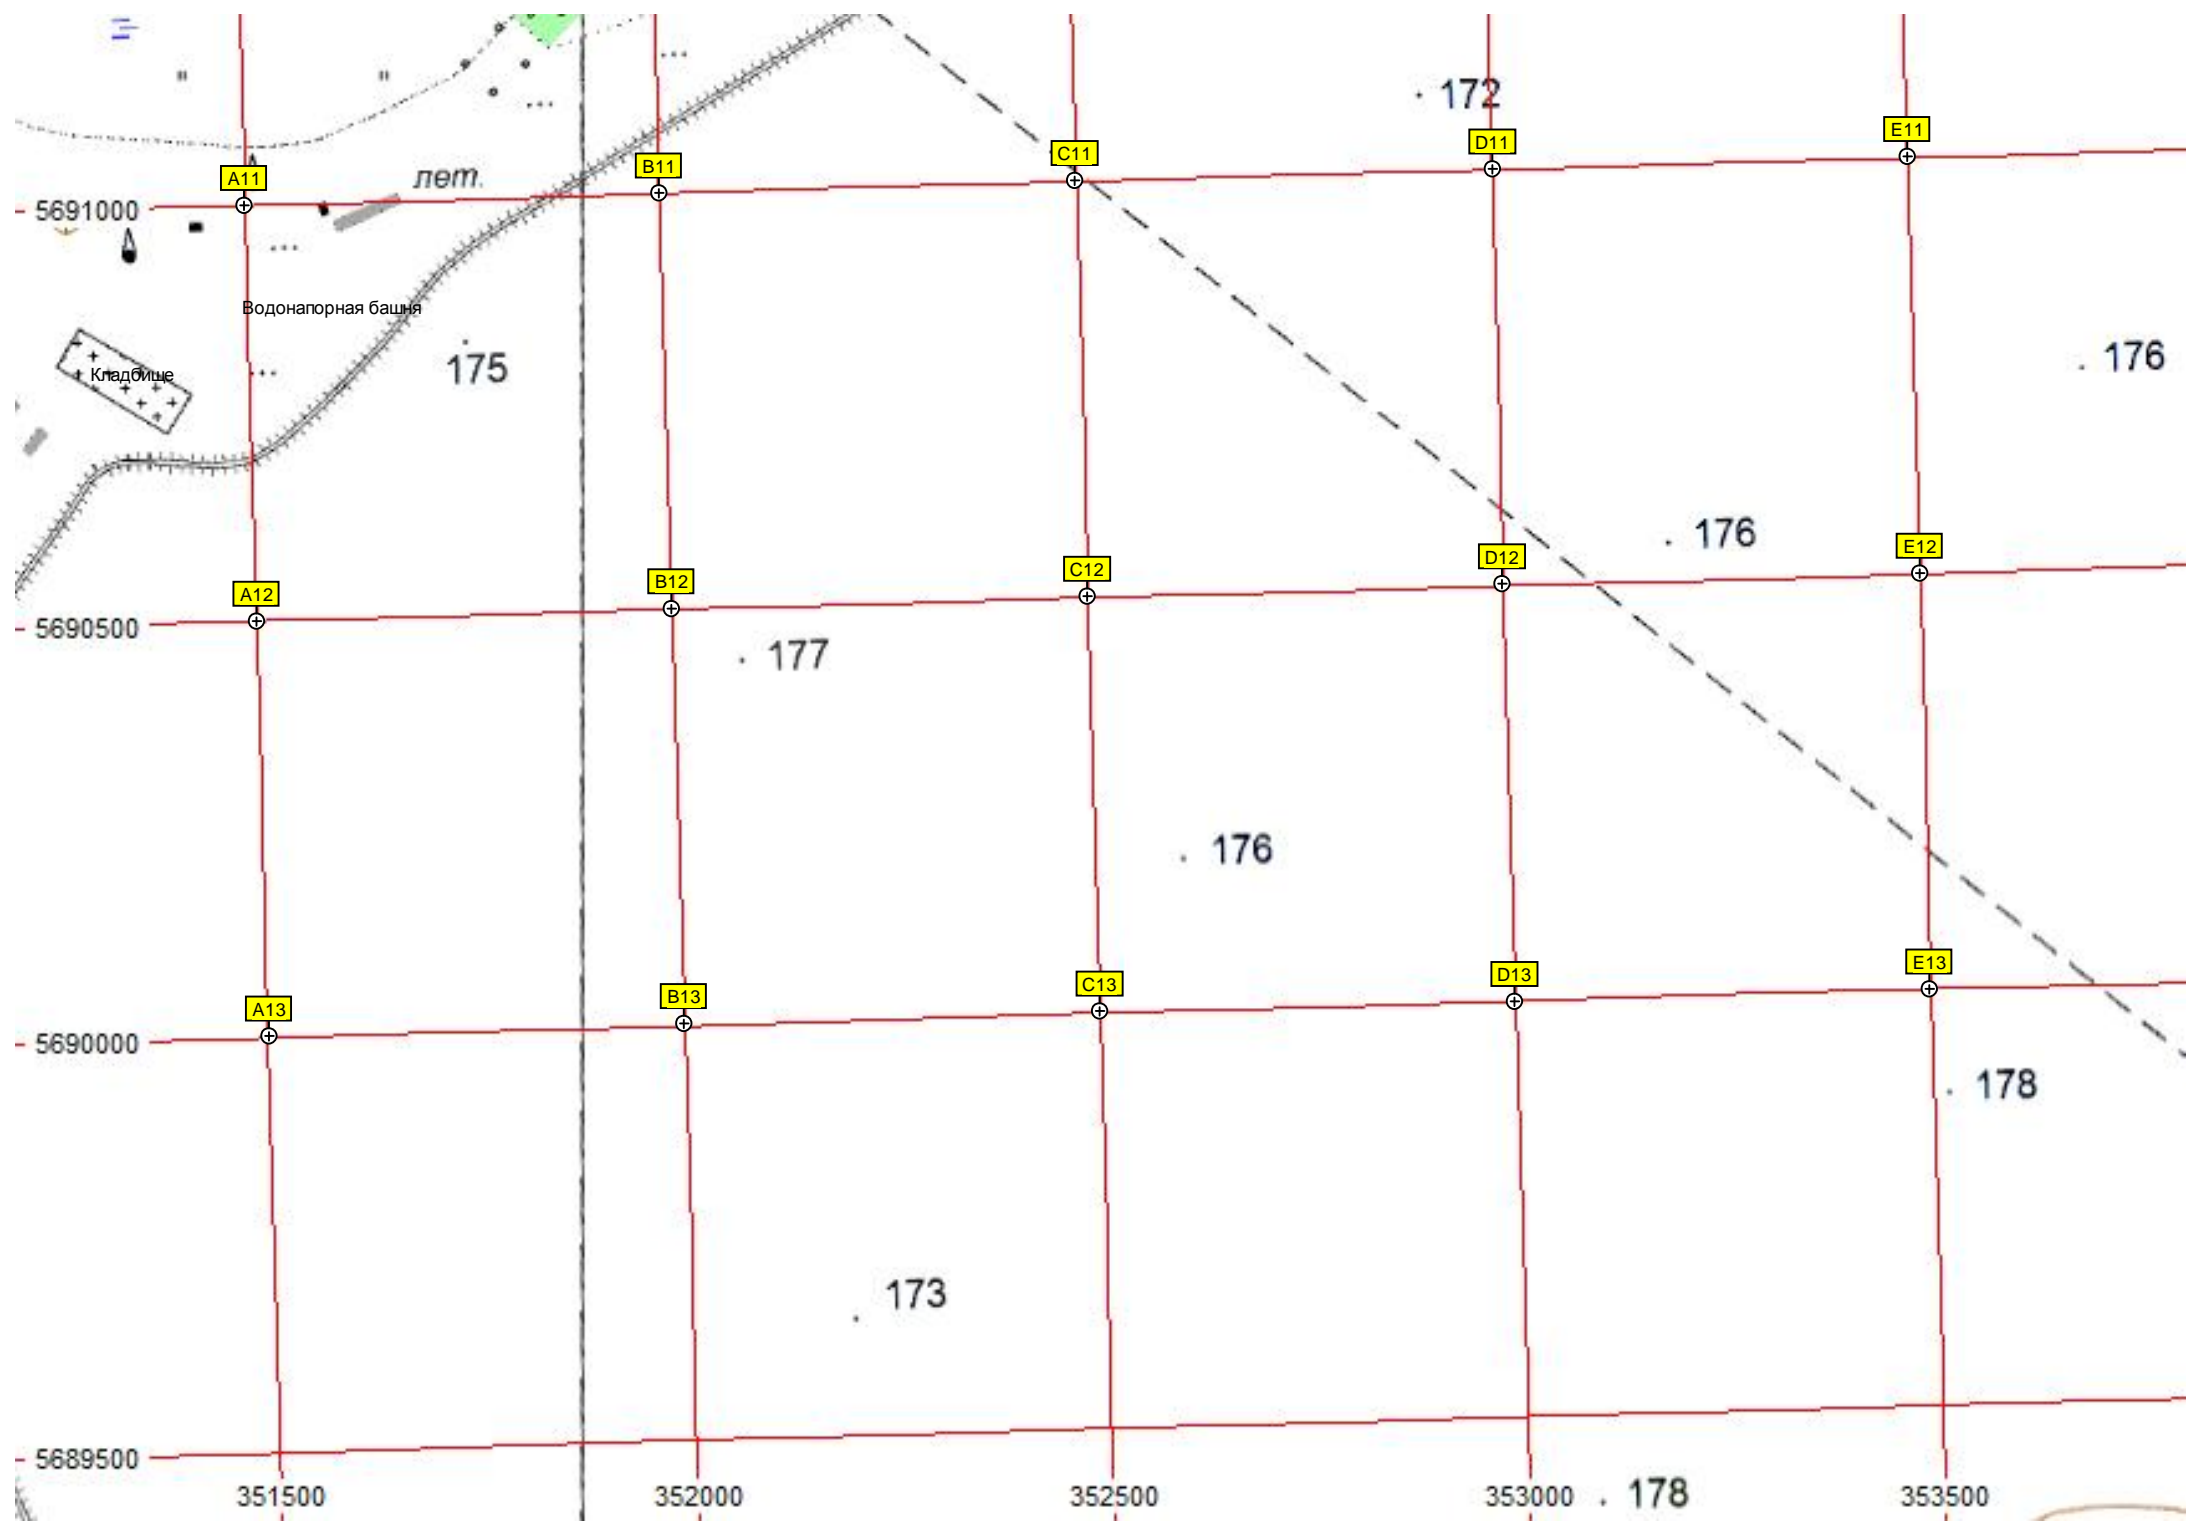 172
E11
D11
C11
B11
A11
лет.
5691000
Водонапорная башня
175
176
Кладбище
176
E12
D12
C12
B12
A12
5690500
177
176
E13
D13
C13
B13
A13
5690000
178
173
5689500
351500 352000 352500 353000 178 353500